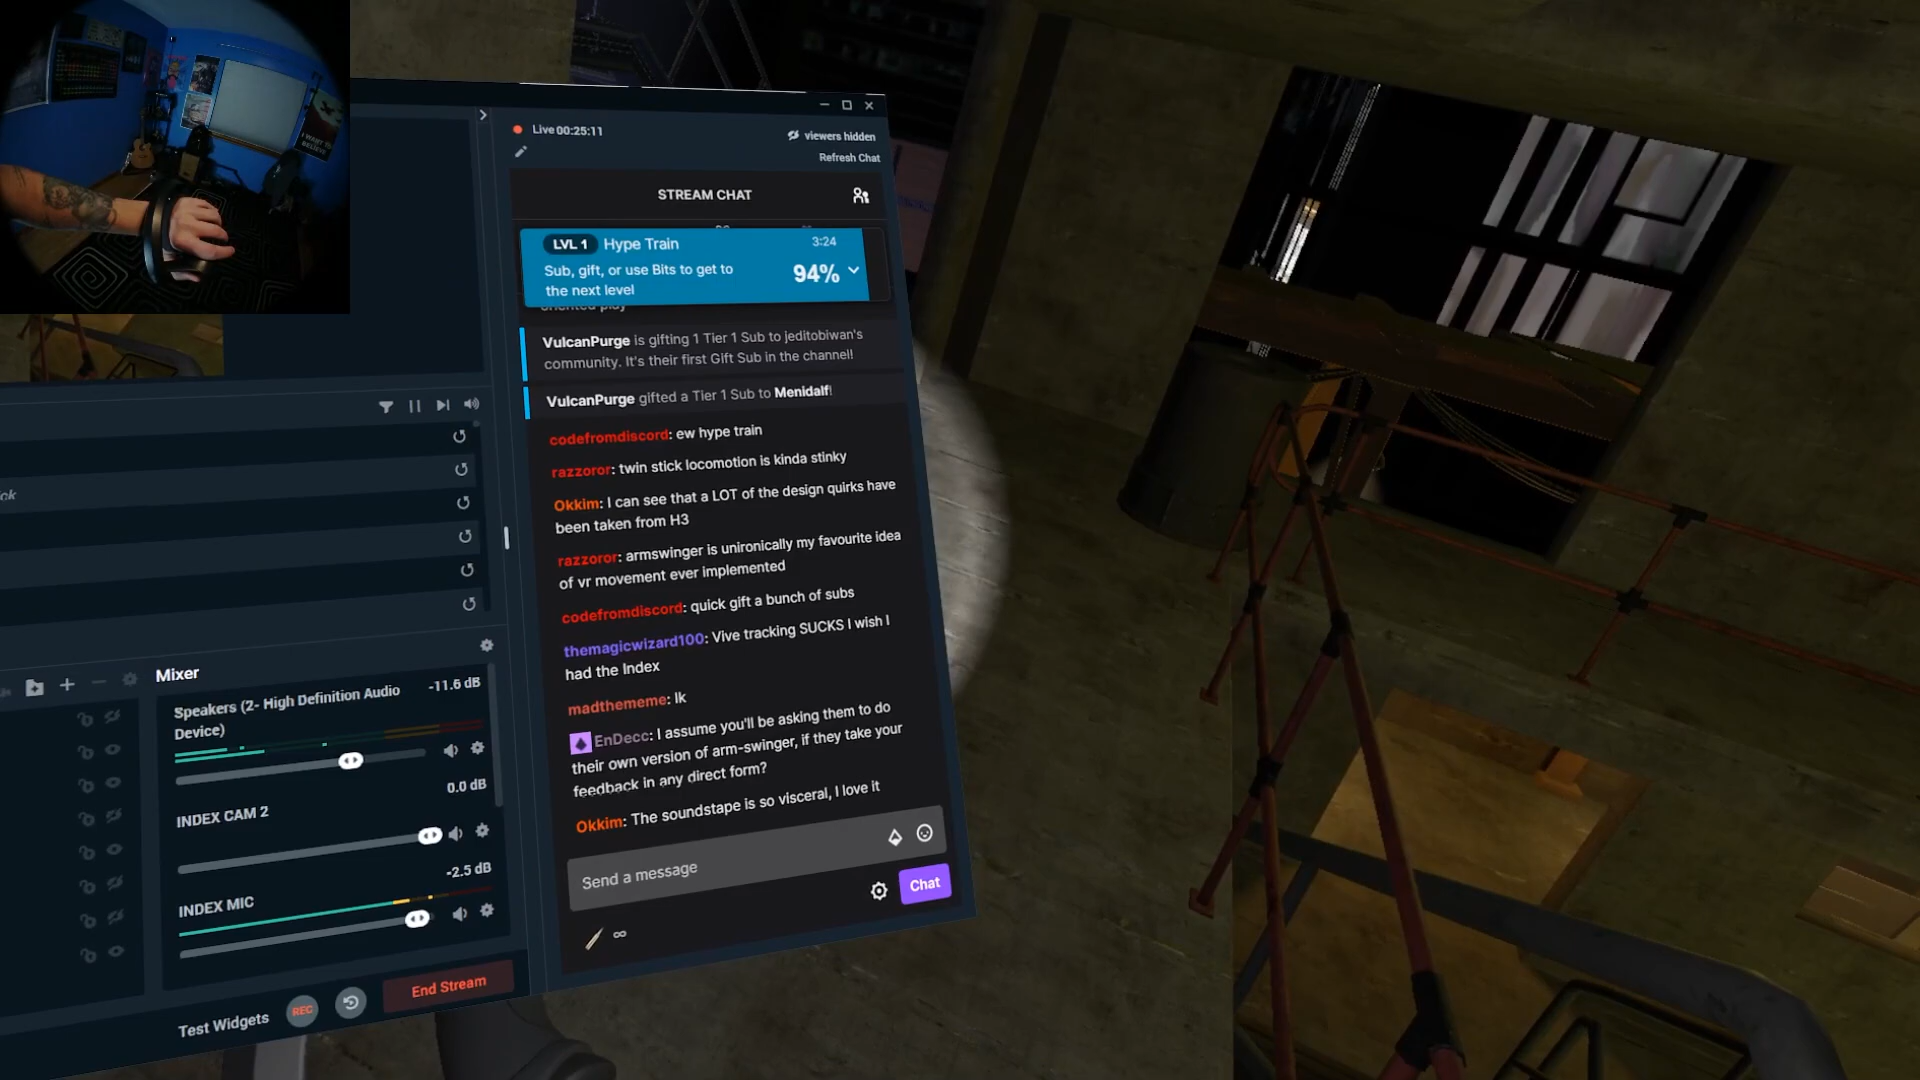 I WANT TO
BELIEVE
Live 00:25:11
viewers hidden
Refresh Chat
STREAM CHAT
LVL 1 Hype Train 3:24
Sub, gift, or use Bits to get to
the next level
94%
oriented play
VulcanPurge is gifting 1 Tier 1 Sub to jeditobiwan's
community. It's their first Gift Sub in the channel!
VulcanPurge gifted a Tier 1 Sub to Menidalf!
codefromdiscord: ew hype train
razzoror: twin stick locomotion is kinda stinky
Okkim: I can see that a LOT of the design quirks have
been taken from H3
razzoror: armswinger is unironically my favourite idea
of vr movement ever implemented
codefromdiscord: quick gift a bunch of subs
themagicwizard100: Vive tracking SUCKS I wish I
had the Index
madthememe: lk
EnDecc: I assume you'll be asking them to do
their own version of arm-swinger, if they take your
feedback in any direct form?
Okkim: The soundstape is so visceral, I love it
Send a message
Chat
∞
ck
Mixer
Speakers (2- High Definition Audio
Device)
-11.6 dB
0.0 dB
INDEX CAM 2
-2.5 dB
INDEX MIC
Test Widgets
REC
End Stream